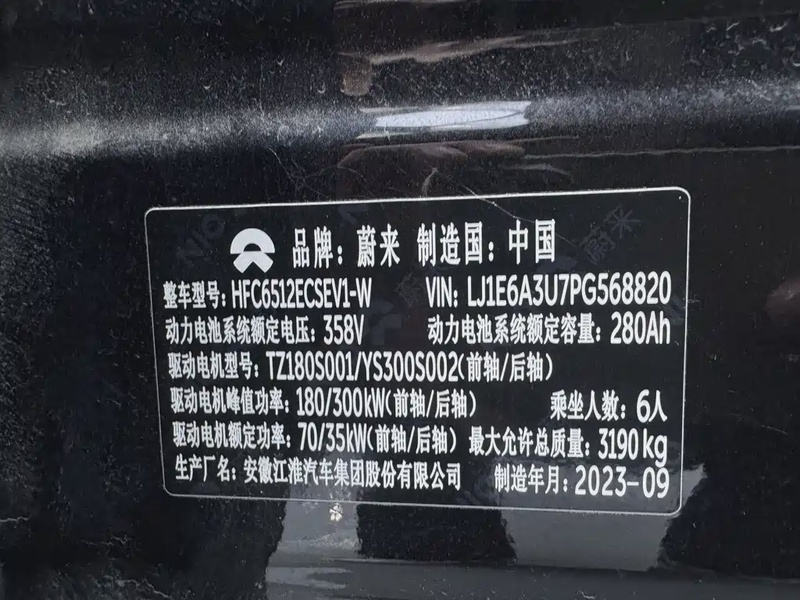 品牌：蔚来 制造国：中国
整车型号：HFC6512ECSEV1-W VIN：LJ1E6A3U7PG568820
动力电池系统额定电压：358V 动力电池系统额定容量：280Ah
驱动电机型号：TZ180S001/YS300S002(前轴/后轴)
驱动电机峰值功率：180/300kW(前轴/后轴) 乘坐人数：6人
驱动电机额定功率：70/35kW(前轴/后轴) 最大允许总质量：3190kg
生产厂名：安徽江淮汽车集团股份有限公司 制造年月：2023-09